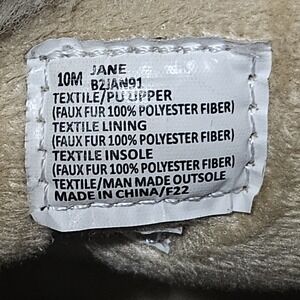 10M JANE
B2JAN91
TEXTILE/PU UPPER
(FAUX FUR 100% POLYESTER FIBER)
TEXTILE LINING
(FAUX FUR 100% POLYESTER FIBER)
TEXTILE INSOLE
(FAUX FUR 100% POLYESTER FIBER)
TEXTILE/MAN MADE OUTSOLE
MADE IN CHINA/F22